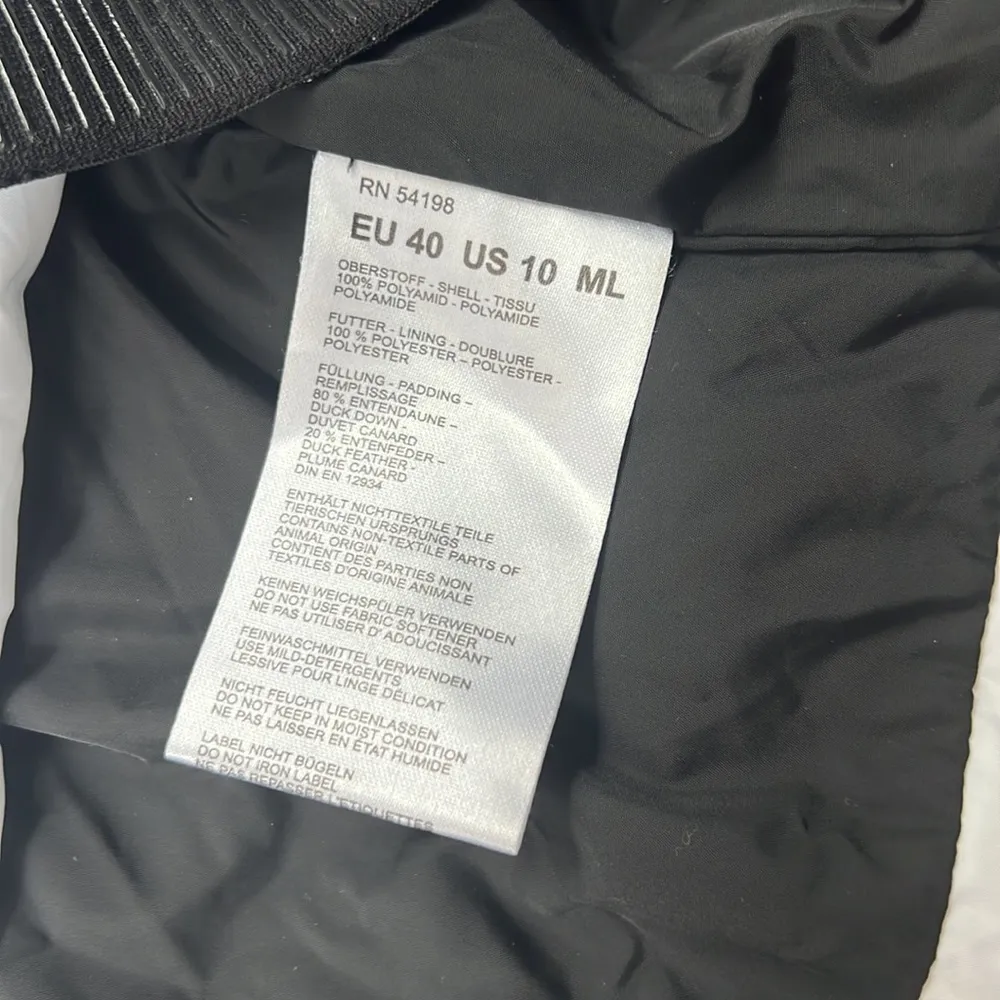 RN 54198
EU 40 US 10 ML
OBERSTOFF - SHELL - TISSU
100% POLYAMID - POLYAMIDE
POLYAMIDE
FUTTER - LINING - DOUBLURE
100 % POLYESTER – POLYESTER -
POLYESTER
FÜLLUNG - PADDING –
REMPLISSAGE
80 % ENTENDAUNE –
DUCK DOWN -
DUVET CANARD
20 % ENTENFEDER –
DUCK FEATHER -
PLUME CANARD
DIN EN 12934
ENTHÄLT NICHTTEXTILE TEILE
TIERISCHEN URSPRUNGS
CONTAINS NON-TEXTILE PARTS OF
ANIMAL ORIGIN
CONTIENT DES PARTIES NON
TEXTILES D'ORIGINE ANIMALE
KEINEN WEICHSPÜLER VERWENDEN
DO NOT USE FABRIC SOFTENER
NE PAS UTILISER D' ADOUCISSANT
FEINWASCHMITTEL VERWENDEN
USE MILD-DETERGENTS
LESSIVE POUR LINGE DÉLICAT
NICHT FEUCHT LIEGENLASSEN
DO NOT KEEP IN MOIST CONDITION
NE PAS LAISSER EN ÉTAT HUMIDE
LABEL NICHT BÜGELN
DO NOT IRON LABEL
NE PAS REPASSER L'ETIQUETTES